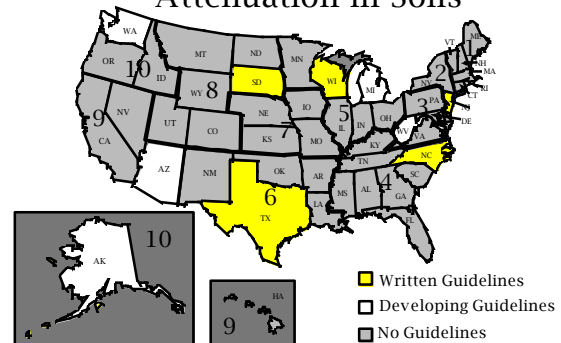 Attenuation in Soils
WA
MT
ND
MN
VT
ME
1
NH
MA
RI
CT
NJ
DE
OR
10
ID
SD
WI
MI
NY
2
WY
8
IO
PA
3
9
NV
NE
5
IL
IN
OH
WV
VA
CA
UT
CO
KS
7
MO
KY
NC
AZ
NM
OK
AR
TN
SC
6
TX
LA
MS
AL
4
GA
FL
AK
10
HA
9
Written Guidelines
Developing Guidelines
No Guidelines